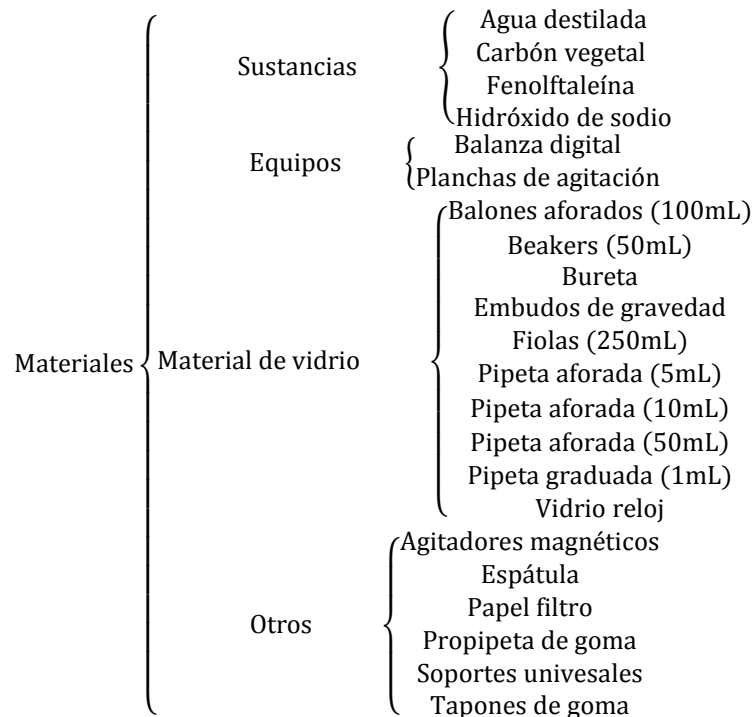 Materiales
Sustancias
Agua destilada
Carbón vegetal
Fenolftaleína
Hidróxido de sodio
Equipos
Balanza digital
Planchas de agitación
Material de vidrio
Balones aforados (100mL)
Beakers (50mL)
Bureta
Embudos de gravedad
Fiolas (250mL)
Pipeta aforada (5mL)
Pipeta aforada (10mL)
Pipeta aforada (50mL)
Pipeta graduada (1mL)
Vidrio reloj
Otros
Agitadores magnéticos
Espátula
Papel filtro
Propipeta de goma
Soportes univesales
Tapones de goma